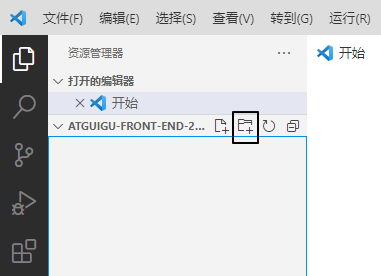 文件(F) 编辑(E) 选择(S) 查看(V) 转到(G) 运行(R)
资源管理器 ···
开始
打开的编辑器
开始
ATGUIGU-FRONT-END-2...